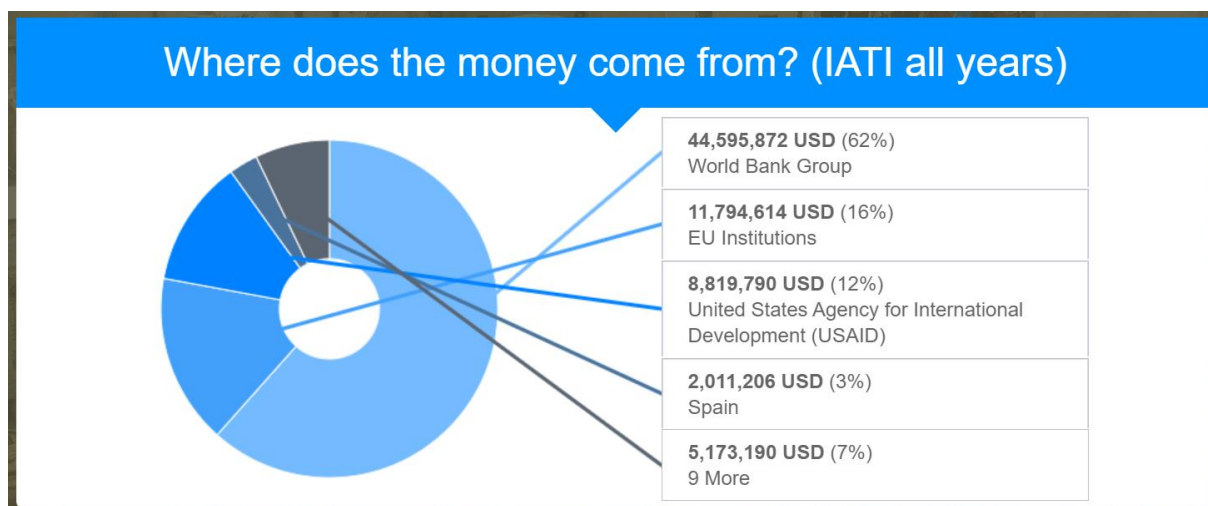 Where does the money come from? (IATI all years)
44,595,872 USD (62%)
World Bank Group
11,794,614 USD (16%)
EU Institutions
8,819,790 USD (12%)
United States Agency for International
Development (USAID)
2,011,206 USD (3%)
Spain
5,173,190 USD (7%)
9 More